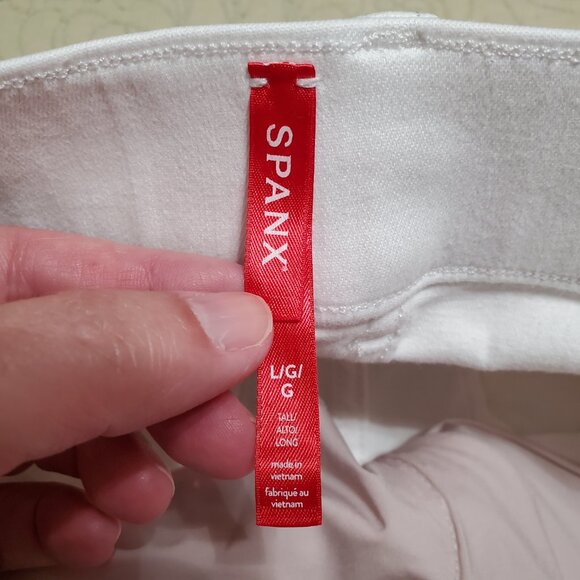 SPANX
L/G/
G
TALL/
ALTO/
LONG
made in
vietnam
fabriqué au
vietnam